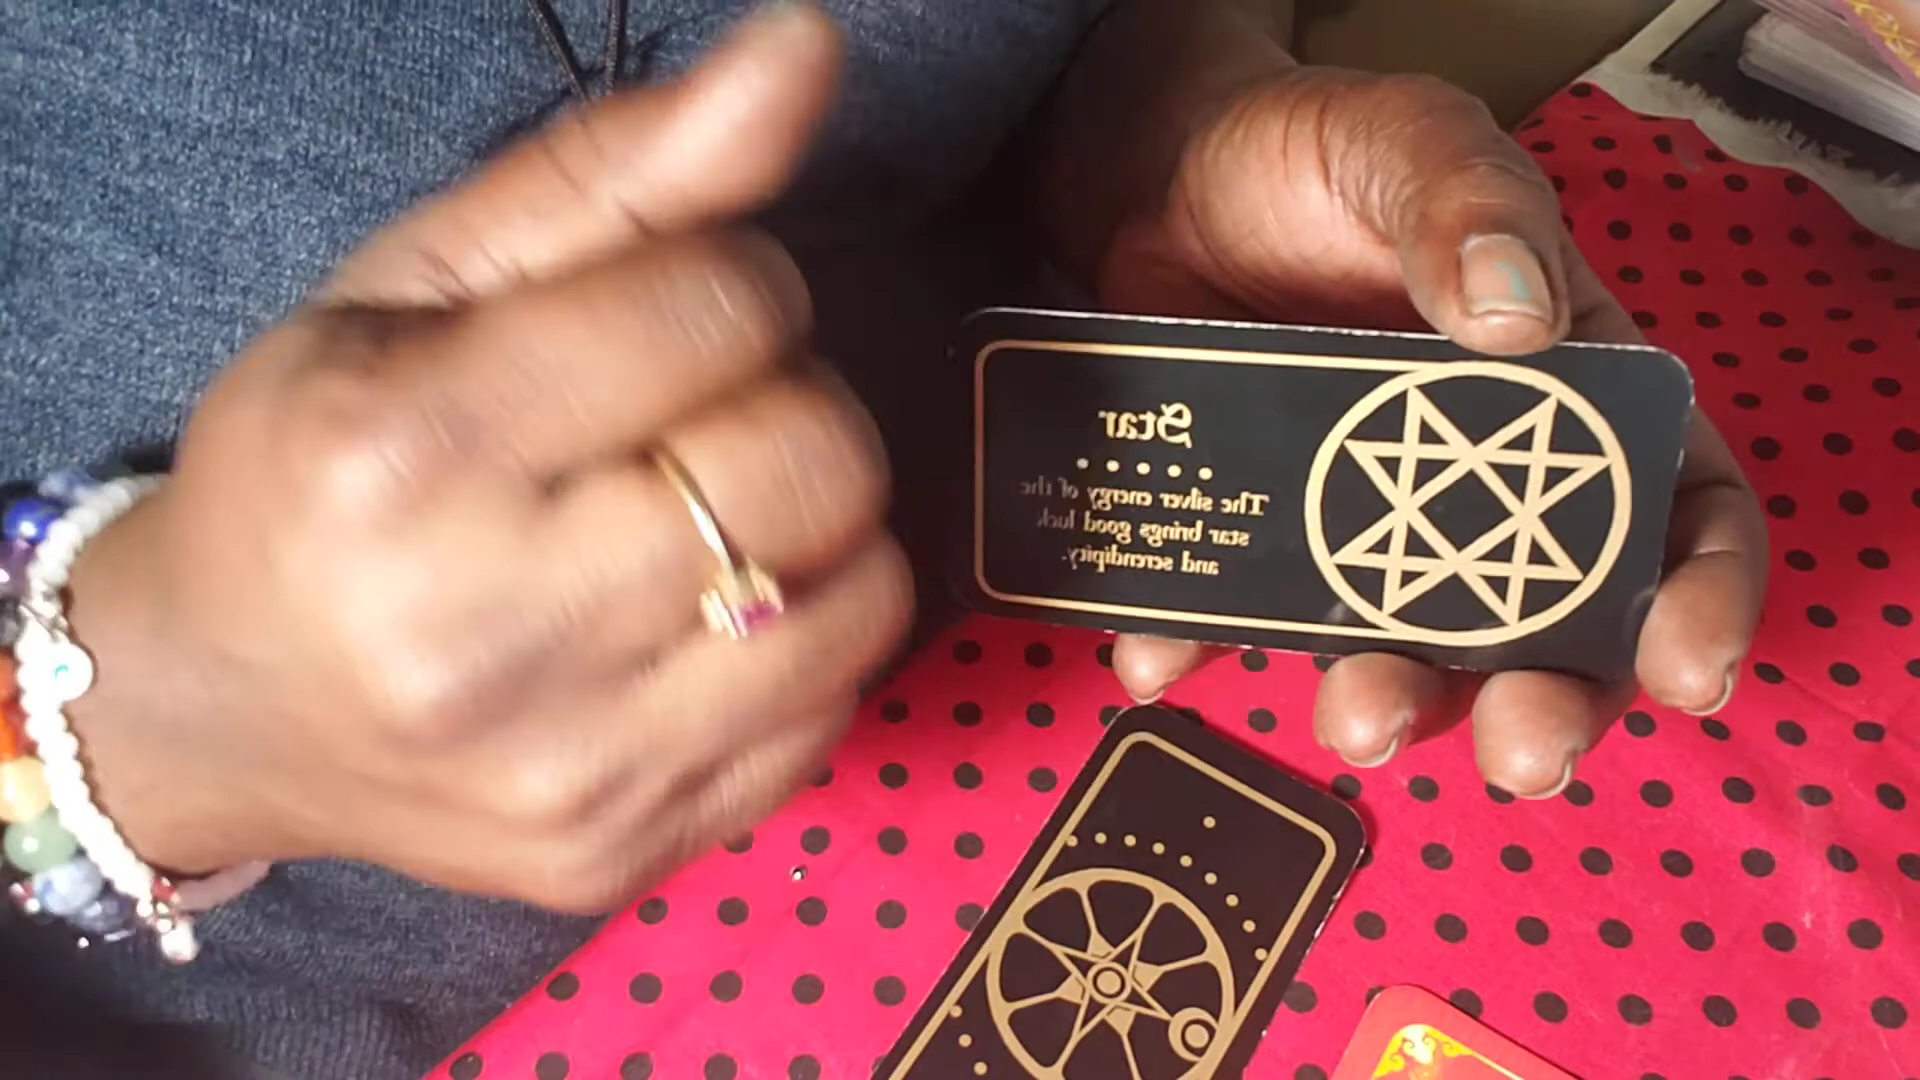 Star
The silver energy of the
star brings good luck
and serendipity.